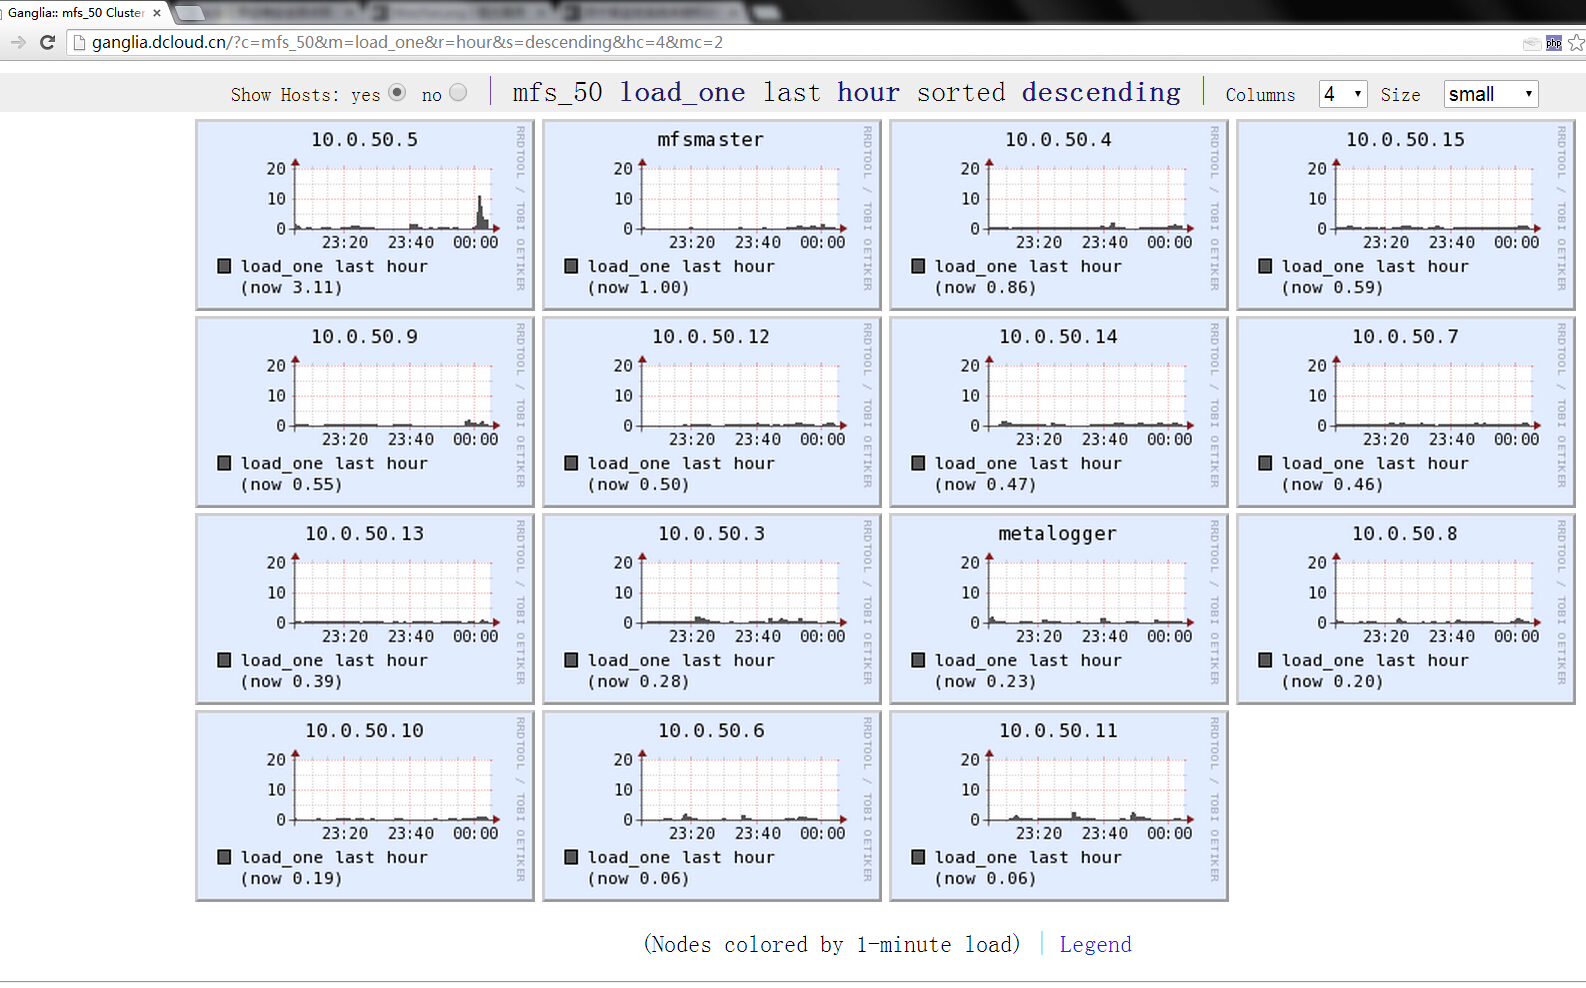 Ganglia:: mfs_50 Cluster
ganglia.dcloud.cn/?c=mfs_50&m=load_one&r=hour&s=descending&hc=4&mc=2
php
Show Hosts: yes no mfs_50 load_one last hour sorted descending Columns 4 Size small
10.0.50.5
20
10
0
23:20 23:40 00:00
load_one last hour
(now 3.11)
RRDTOOL / TOBI OETIKER
mfsmaster
20
10
0
23:20 23:40 00:00
load_one last hour
(now 1.00)
RRDTOOL / TOBI OETIKER
10.0.50.4
20
10
0
23:20 23:40 00:00
load_one last hour
(now 0.86)
RRDTOOL / TOBI OETIKER
10.0.50.15
20
10
0
23:20 23:40 00:00
load_one last hour
(now 0.59)
RRDTOOL / TOBI OETIKER
10.0.50.9
20
10
0
23:20 23:40 00:00
load_one last hour
(now 0.55)
RRDTOOL / TOBI OETIKER
10.0.50.12
20
10
0
23:20 23:40 00:00
load_one last hour
(now 0.50)
RRDTOOL / TOBI OETIKER
10.0.50.14
20
10
0
23:20 23:40 00:00
load_one last hour
(now 0.47)
RRDTOOL / TOBI OETIKER
10.0.50.7
20
10
0
23:20 23:40 00:00
load_one last hour
(now 0.46)
RRDTOOL / TOBI OETIKER
10.0.50.13
20
10
0
23:20 23:40 00:00
load_one last hour
(now 0.39)
RRDTOOL / TOBI OETIKER
10.0.50.3
20
10
0
23:20 23:40 00:00
load_one last hour
(now 0.28)
RRDTOOL / TOBI OETIKER
metalogger
20
10
0
23:20 23:40 00:00
load_one last hour
(now 0.23)
RRDTOOL / TOBI OETIKER
10.0.50.8
20
10
0
23:20 23:40 00:00
load_one last hour
(now 0.20)
RRDTOOL / TOBI OETIKER
10.0.50.10
20
10
0
23:20 23:40 00:00
load_one last hour
(now 0.19)
RRDTOOL / TOBI OETIKER
10.0.50.6
20
10
0
23:20 23:40 00:00
load_one last hour
(now 0.06)
RRDTOOL / TOBI OETIKER
10.0.50.11
20
10
0
23:20 23:40 00:00
load_one last hour
(now 0.06)
RRDTOOL / TOBI OETIKER
(Nodes colored by 1-minute load) | Legend